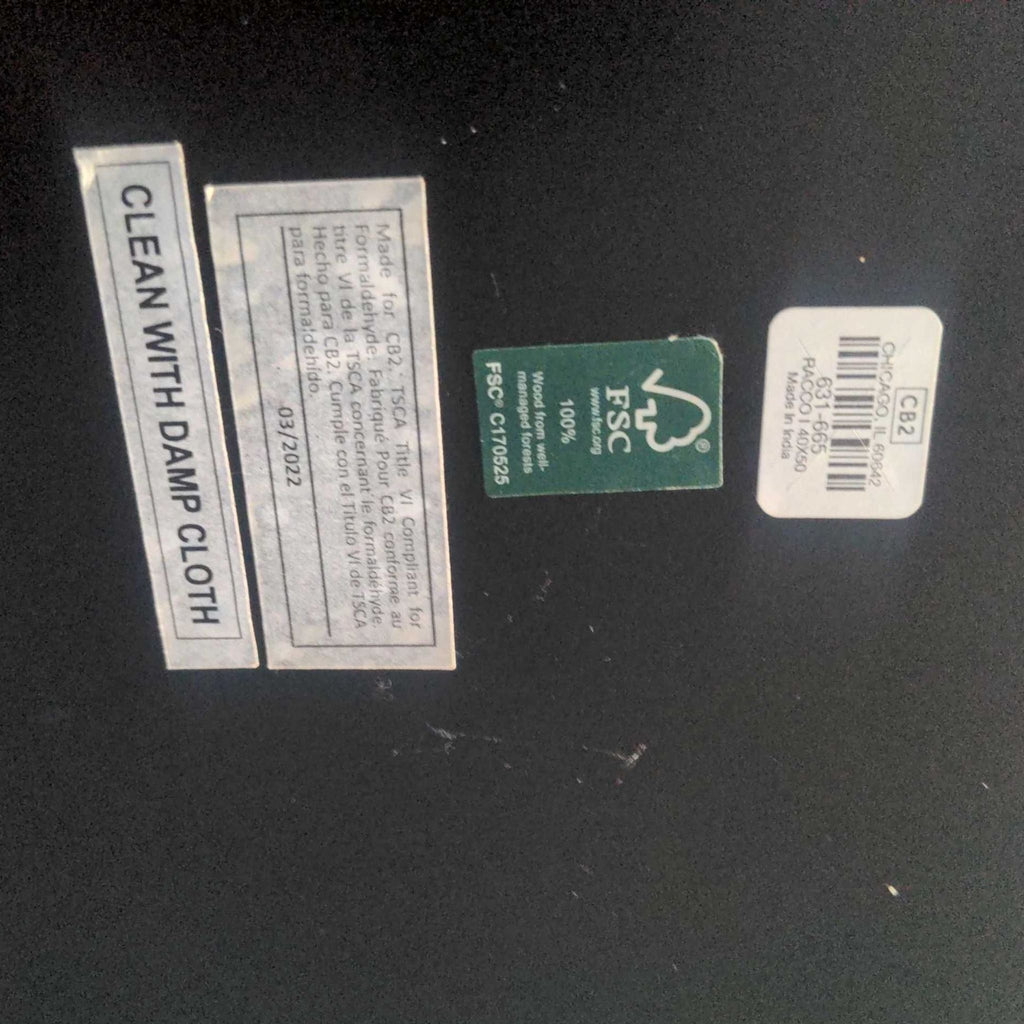 CB2
CHICAGO, IL 60642
631-665
RACOO I 40X50
Made In India
®
FSC
www.fsc.org
100%
Wood from well-
managed forests
FSC® C170525
Made for CB2. TSCA Title VI Compliant for
Formaldehyde. Fabriqué Pour CB2 conforme au
titre VI de la TSCA concernant le formaldéhyde.
Hecho para CB2. Cumple con el Título VI de TSCA
para formaldehido.
03/2022
CLEAN WITH DAMP CLOTH